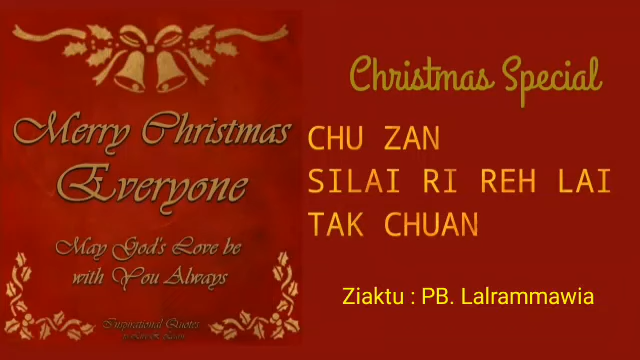 Merry Christmas
Everyone
May God's Love be
with You Always
Inspirational Quotes
Christmas Special
CHU ZAN
SILAI RI REH LAI
TAK CHUAN
Ziaktu : PB. Lalrammawia